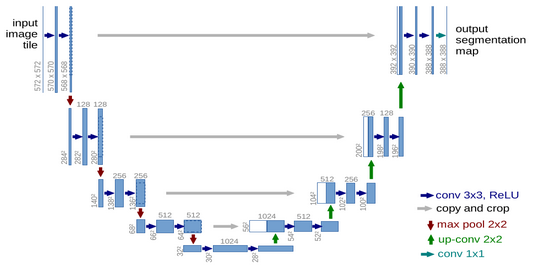 input
image
tile
output
segmentation
map
572 x 572
570 x 570
568 x 568
392 x 392
390 x 390
388 x 388
388 x 388
128 128
256 128
284²
282²
280²
200²
198²
196²
256 256
512 256
140²
138²
136²
104²
102²
100²
512 512
1024 512
68²
66²
64²
56²
54²
52²
1024
32²
30²
28²
conv 3x3, ReLU
copy and crop
max pool 2x2
up-conv 2x2
conv 1x1